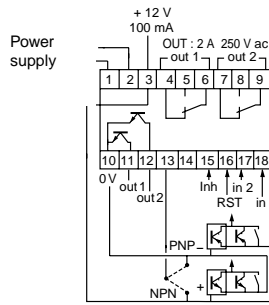 + 12 V
100 mA
Power
supply
OUT : 2 A 250 V ac
out 1 out 2
1 2 3 4 5 6 7 8 9
10 11 12 13 14 15 16 17 18
0 V
out 1
out 2
Inh
RST
in 2
in
PNP –
+
NPN